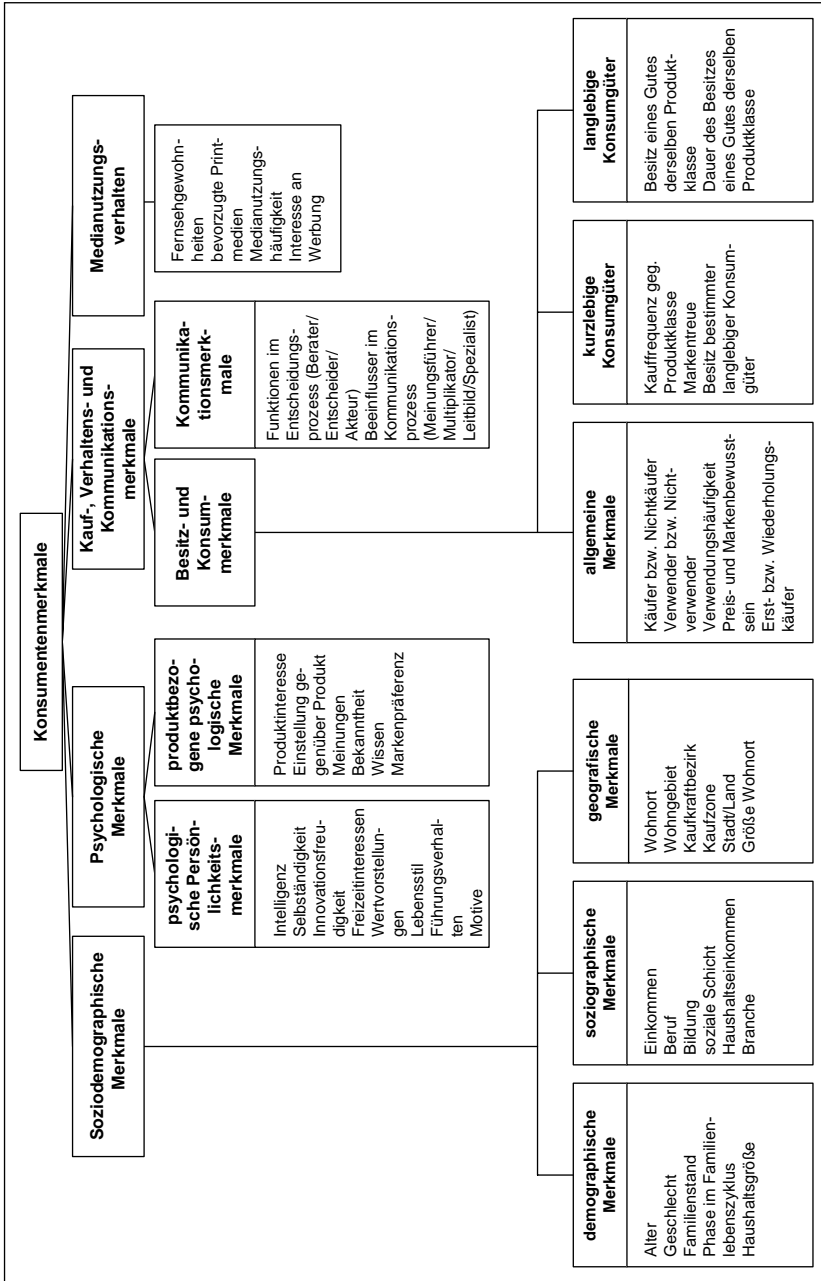 Konsumentenmerkmale
Soziodemographische
Merkmale
Psychologische
Merkmale
Kauf-, Verhaltens- und
Kommunikations-
merkmale
Medianutzungs-
verhalten
psychologi-
sche Persön-
lichkeits-
merkmale
Intelligenz
Selbständigkeit
Innovationsfreu-
digkeit
Freizeitinteressen
Wertvorstellun-
gen
Lebensstil
Führungsverhal-
ten
Motive
produktbezo-
gene psycho-
logische
Merkmale
Produktinteresse
Einstellung ge-
genüber Produkt
Meinungen
Bekanntheit
Wissen
Markenpräferenz
Besitz- und
Konsum-
merkmale
Kommunika-
tionsmerk-
male
Funktionen im
Entscheidungs-
prozess (Berater/
Entscheider/
Akteur)
Beeinflusser im
Kommunikations-
prozess
(Meinungsführer/
Multiplikator/
Leitbild/Spezialist)
Fernsehgewohn-
heiten
bevorzugte Print-
medien
Medianutzungs-
häufigkeit
Interesse an
Werbung
demographische
Merkmale
Alter
Geschlecht
Familienstand
Phase im Familien-
lebenszyklus
Haushaltsgröße
soziographische
Merkmale
Einkommen
Beruf
Bildung
soziale Schicht
Haushaltseinkommen
Branche
geografische
Merkmale
Wohnort
Wohngebiet
Kaufkraftbezirk
Kaufzone
Stadt/Land
Größe Wohnort
allgemeine
Merkmale
Käufer bzw. Nichtkäufer
Verwender bzw. Nicht-
verwender
Verwendungshäufigkeit
Preis- und Markenbewusst-
sein
Erst- bzw. Wiederholungs-
käufer
kurzlebige
Konsumgüter
Kauffrequenz geg.
Produktklasse
Markentreue
Besitz bestimmter
langlebiger Konsum-
güter
langlebige
Konsumgüter
Besitz eines Gutes
derselben Produkt-
klasse
Dauer des Besitzes
eines Gutes derselben
Produktklasse